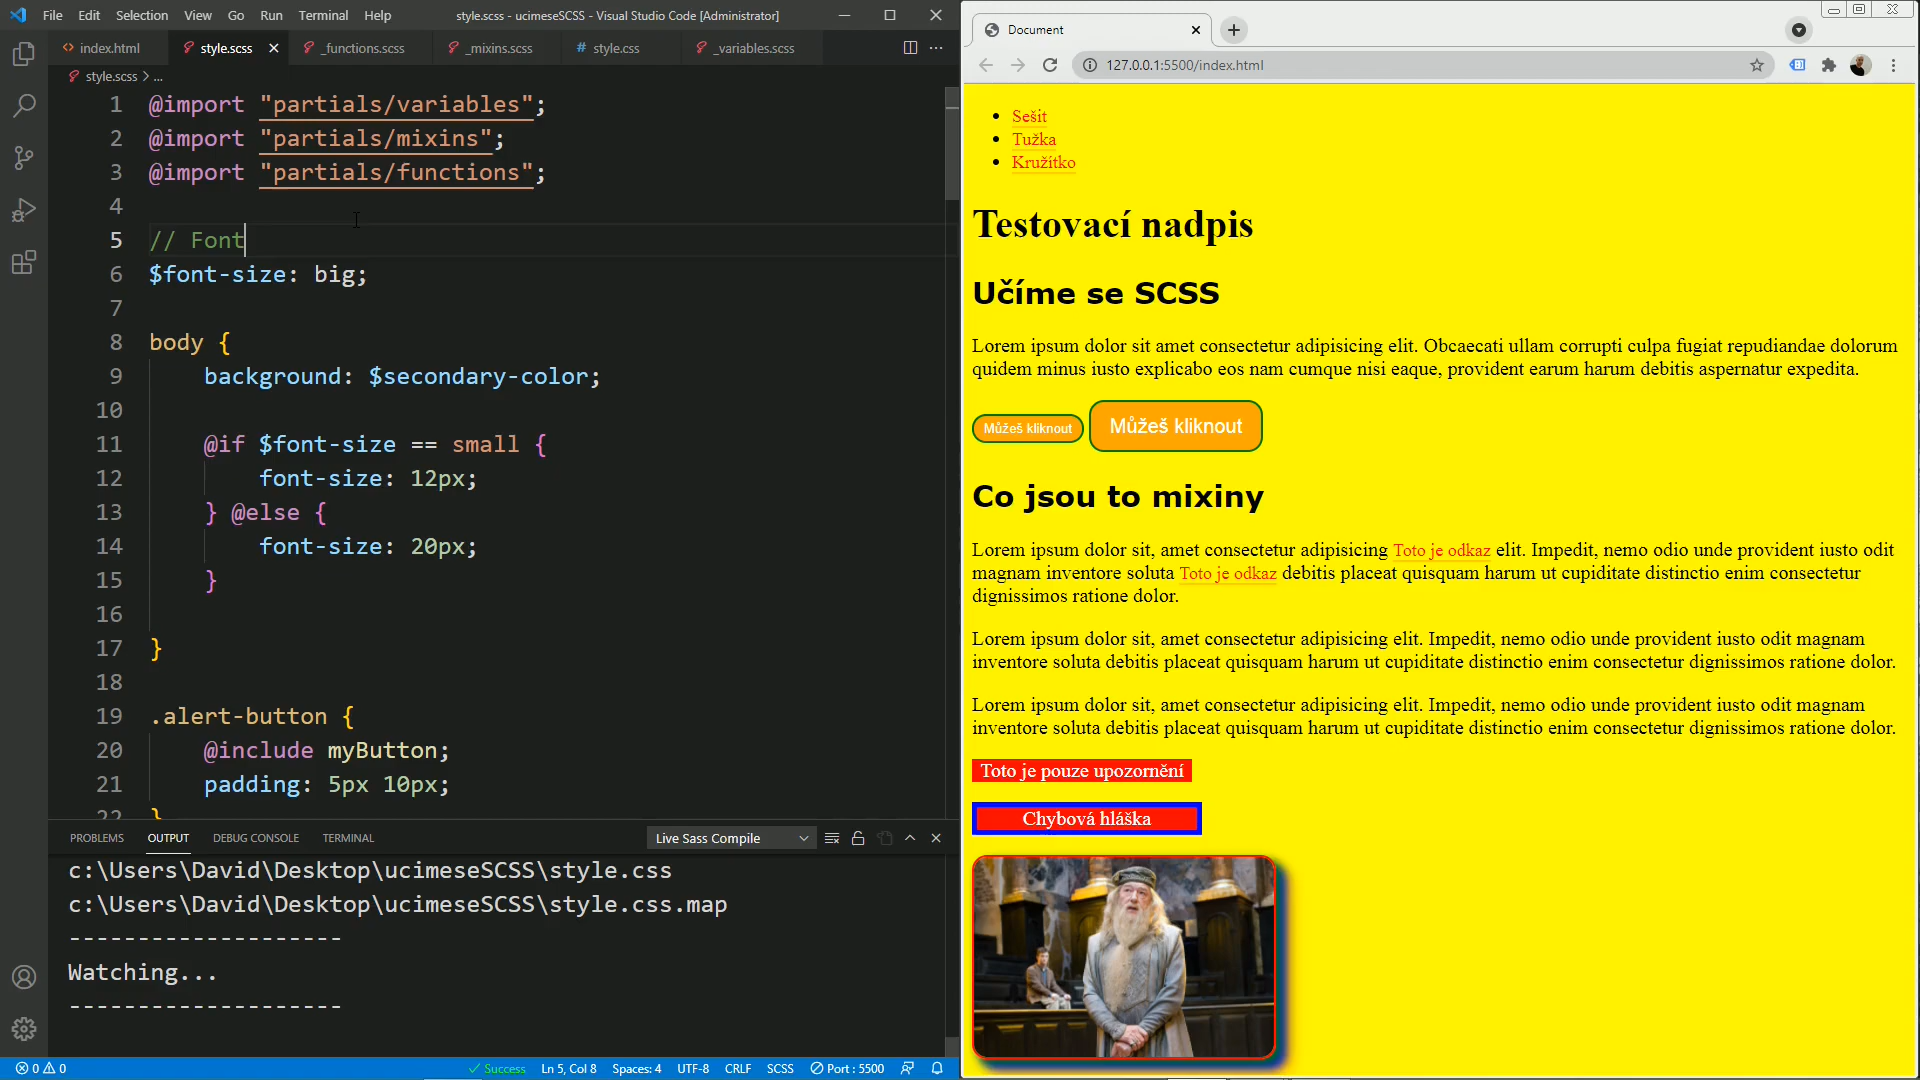 File Edit Selection View Go Run Terminal Help style.scss - ucimeseSCSS - Visual Studio Code [Administrator]
index.html style.scss _functions.scss _mixins.scss style.css _variables.scss
style.scss > ...
1 @import "partials/variables";
2 @import "partials/mixins";
3 @import "partials/functions";
4
5 // Font
6 $font-size: big;
7
8 body {
9 background: $secondary-color;
10
11 @if $font-size == small {
12 font-size: 12px;
13 } @else {
14 font-size: 20px;
15 }
16
17 }
18
19 .alert-button {
20 @include myButton;
21 padding: 5px 10px;
22 }
PROBLEMS OUTPUT DEBUG CONSOLE TERMINAL Live Sass Compile
c:\Users\David\Desktop\ucimeseSCSS\style.css
c:\Users\David\Desktop\ucimeseSCSS\style.css.map
--------------------
Watching...
--------------------
0 0 Success Ln 5, Col 8 Spaces: 4 UTF-8 CRLF SCSS Port : 5500
Document
127.0.0.1:5500/index.html
Sešit
Tužka
Kružítko
Testovací nadpis
Učíme se SCSS
Lorem ipsum dolor sit amet consectetur adipisicing elit. Obcaecati ullam corrupti culpa fugiat repudiandae dolorum
quidem minus iusto explicabo eos nam cumque nisi eaque, provident earum harum debitis aspernatur expedita.
Můžeš kliknout Můžeš kliknout
Co jsou to mixiny
Lorem ipsum dolor sit, amet consectetur adipisicing Toto je odkaz elit. Impedit, nemo odio unde provident iusto odit
magnam inventore soluta Toto je odkaz debitis placeat quisquam harum ut cupiditate distinctio enim consectetur
dignissimos ratione dolor.
Lorem ipsum dolor sit, amet consectetur adipisicing elit. Impedit, nemo odio unde provident iusto odit magnam
inventore soluta debitis placeat quisquam harum ut cupiditate distinctio enim consectetur dignissimos ratione dolor.
Lorem ipsum dolor sit, amet consectetur adipisicing elit. Impedit, nemo odio unde provident iusto odit magnam
inventore soluta debitis placeat quisquam harum ut cupiditate distinctio enim consectetur dignissimos ratione dolor.
Toto je pouze upozornění
Chybová hláška